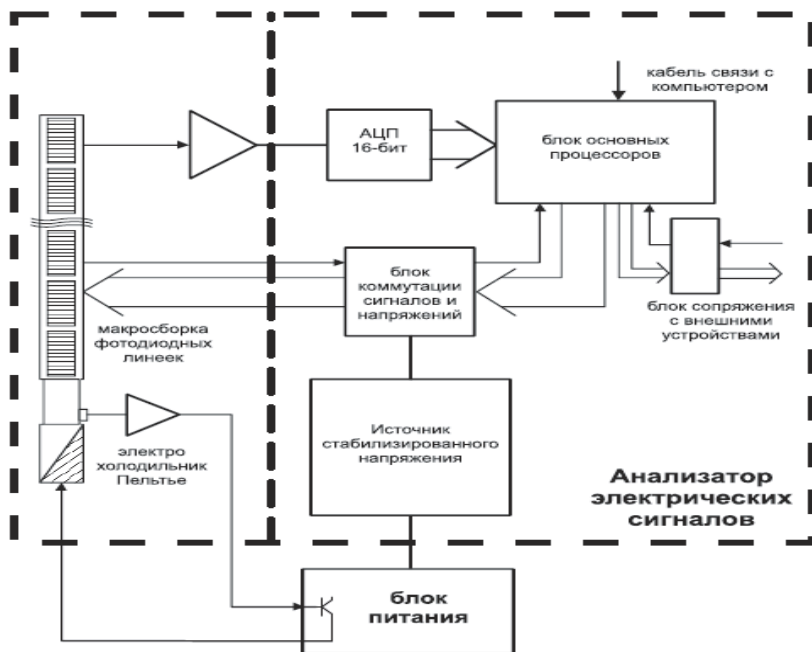 кабель связи с
компьютером
АЦП
16-бит
блок основных
процессоров
блок
коммутации
сигналов и
напряжений
блок сопряжения
с внешними
устройствами
макросборка
фотодиодных
линеек
электро
холодильник
Пельтье
Источник
стабилизированного
напряжения
Анализатор
электрических
сигналов
блок
питания